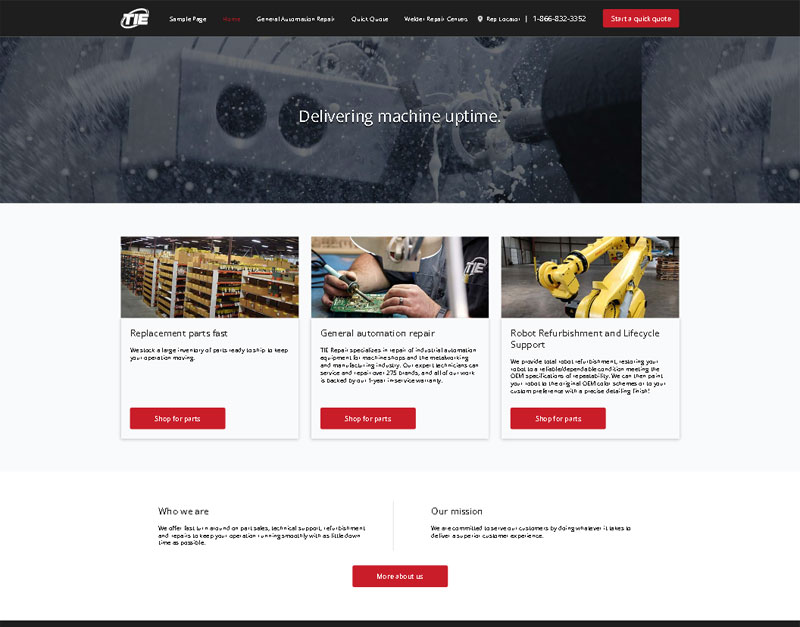 TIE
Sample Page Home General Automation Repair Quick Quote Welder Repair Centers Rep Locator | 1-866-832-3352 Start a quick quote
Delivering machine uptime.
TIE
Replacement parts fast
We stock a large inventory of parts ready to ship to keep
your operation moving.
Shop for parts
General automation repair
TIE Repair specializes in repair of industrial automation
equipment for machine shops and the metalworking
and manufacturing industry. Our expert technicians can
service and repair over 275 brands, and all of our work
is backed by our 1-year in-service warranty.
Shop for parts
Robot Refurbishment and Lifecycle
Support
We provide total robot refurbishment, restoring your
robot to a reliable/dependable condition meeting the
OEM specifications of repeatability. We can then paint
your robot to the original OEM color schemes or to your
custom preference with a precise detailing finish!
Shop for parts
Who we are
We offer fast turn around on part sales, technical support, refurbishment
and repairs to keep your operation running smoothly with as little down
time as possible.
Our mission
We are committed to serve our customers by doing whatever it takes to
deliver a superior customer experience.
More about us